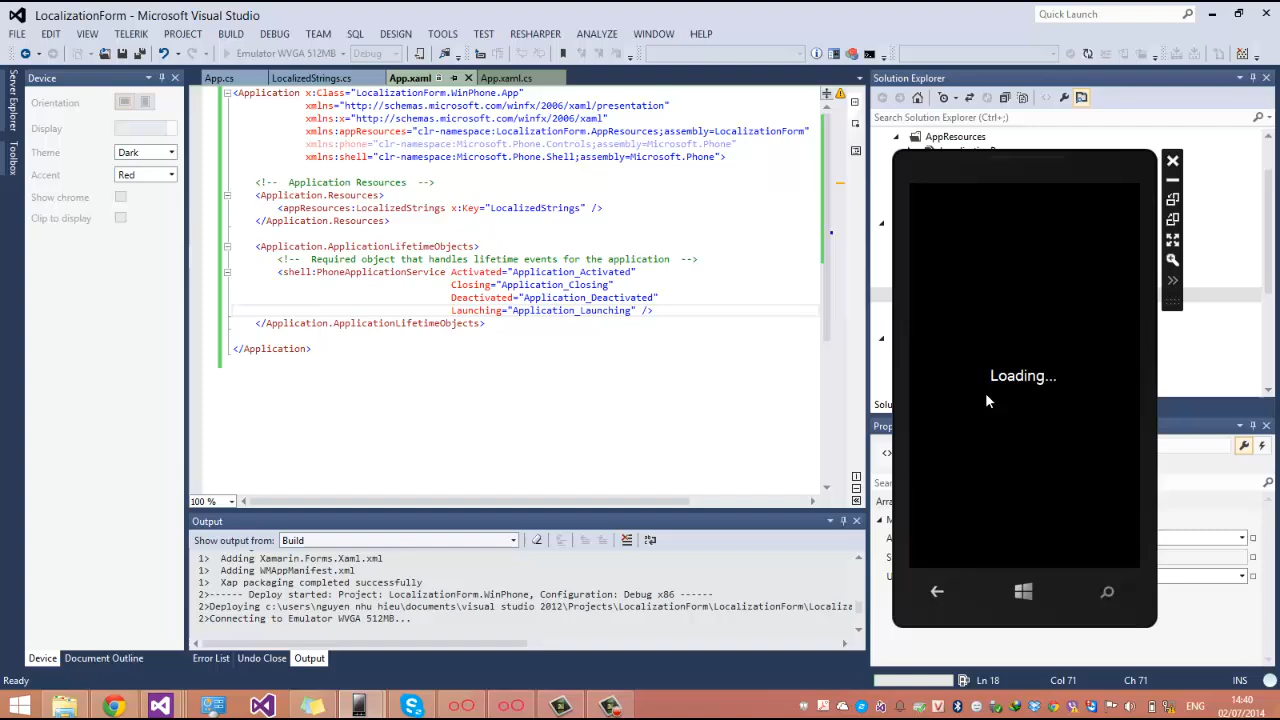 LocalizationForm - Microsoft Visual Studio
Quick Launch
FILE EDIT VIEW TELERIK PROJECT BUILD DEBUG TEAM SQL DESIGN FORMAT TOOLS TEST RESHARPER ANALYZE WINDOW HELP
Emulator WVGA 512MB Debug
Server Explorer
Toolbox
Device
Orientation
Display
Theme Dark
Accent Red
Show chrome
Clip to display
App.cs LocalizedStrings.cs App.xaml App.xaml.cs
<Application x:Class="LocalizationForm.WinPhone.App"
xmlns="http://schemas.microsoft.com/winfx/2006/xaml/presentation"
xmlns:x="http://schemas.microsoft.com/winfx/2006/xaml"
xmlns:appResources="clr-namespace:LocalizationForm.AppResources;assembly=LocalizationForm"
xmlns:phone="clr-namespace:Microsoft.Phone.Controls;assembly=Microsoft.Phone"
xmlns:shell="clr-namespace:Microsoft.Phone.Shell;assembly=Microsoft.Phone">
<!-- Application Resources -->
<Application.Resources>
<appResources:LocalizedStrings x:Key="LocalizedStrings" />
</Application.Resources>
<Application.ApplicationLifetimeObjects>
<!-- Required object that handles lifetime events for the application -->
<shell:PhoneApplicationService Activated="Application_Activated"
Closing="Application_Closing"
Deactivated="Application_Deactivated"
Launching="Application_Launching" />
</Application.ApplicationLifetimeObjects>
</Application>
100 %
Output
Show output from: Build
1> Adding Xamarin.Forms.Xaml.xml
1> Adding WMAppManifest.xml
1> Xap packaging completed successfully
2>------ Deploy started: Project: LocalizationForm.WinPhone, Configuration: Debug x86 ------
2>Deploying c:\users\nguyen nhu hieu\documents\visual studio 2012\Projects\LocalizationForm\LocalizationForm\Localiza
2>Connecting to Emulator WVGA 512MB...
Device Document Outline
Error List Undo Close Output
Solution Explorer
Search Solution Explorer (Ctrl+;)
AppResources
Loading...
Solu
Prop
Sea
Arra
Ready
Ln 18 Col 71 Ch 71 INS
ENG
14:40
02/07/2014